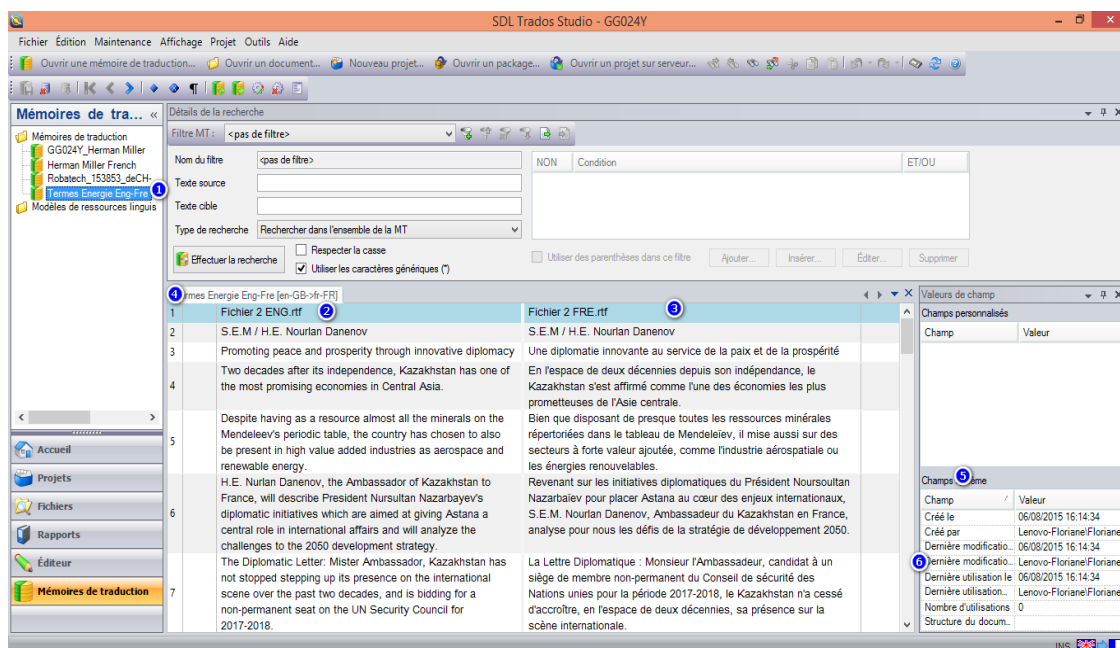 SDL Trados Studio - GG024Y
Fichier Édition Maintenance Affichage Projet Outils Aide
Ouvrir une mémoire de traduction... Ouvrir un document... Nouveau projet... Ouvrir un package... Ouvrir un projet sur serveur...
Mémoires de tra... «
Mémoires de traduction
GG024Y_Herman Miller
Herman Miller French
Robatech_153853_deCH-
Termes Energie Eng-Fre
1
Modèles de ressources linguis
Accueil
Projets
Fichiers
Rapports
Éditeur
Mémoires de traduction
Détails de la recherche
Filtre MT : <pas de filtre>
Nom du filtre <pas de filtre>
Texte source
Texte cible
Type de recherche Rechercher dans l'ensemble de la MT
Effectuer la recherche
Respecter la casse
Utiliser les caractères génériques (*)
NON Condition ET/OU
Utiliser des parenthèses dans ce filtre Ajouter... Insérer... Éditer... Supprimer
4 rmes Energie Eng-Fre [en-GB->fr-FR]
1 Fichier 2 ENG.rtf 2 Fichier 2 FRE.rtf 3
2 S.E.M / H.E. Nourlan Danenov S.E.M / H.E. Nourlan Danenov
3 Promoting peace and prosperity through innovative diplomacy Une diplomatie innovante au service de la paix et de la prospérité
4
Two decades after its independence, Kazakhstan has one of
the most promising economies in Central Asia.
En l'espace de deux décennies depuis son indépendance, le
Kazakhstan s'est affirmé comme l'une des économies les plus
prometteuses de l'Asie centrale.
5
Despite having as a resource almost all the minerals on the
Mendeleev's periodic table, the country has chosen to also
be present in high value added industries as aerospace and
renewable energy.
Bien que disposant de presque toutes les ressources minérales
répertoriées dans le tableau de Mendeleïev, il mise aussi sur des
secteurs à forte valeur ajoutée, comme l'industrie aérospatiale ou
les énergies renouvelables.
6
H.E. Nurlan Danenov, the Ambassador of Kazakhstan to
France, will describe President Nursultan Nazarbayev's
diplomatic initiatives which are aimed at giving Astana a
central role in international affairs and will analyze the
challenges to the 2050 development strategy.
Revenant sur les initiatives diplomatiques du Président Noursoultan
Nazarbaïev pour placer Astana au cœur des enjeux internationaux,
S.E.M. Nourlan Danenov, Ambassadeur du Kazakhstan en France,
analyse pour nous les défis de la stratégie de développement 2050.
7
The Diplomatic Letter: Mister Ambassador, Kazakhstan has
not stopped stepping up its presence on the international
scene over the past two decades, and is bidding for a
non-permanent seat on the UN Security Council for
2017-2018.
La Lettre Diplomatique : Monsieur l'Ambassadeur, candidat à un
siège de membre non-permanent du Conseil de sécurité des
Nations unies pour la période 2017-2018, le Kazakhstan n'a cessé
d'accroître, en l'espace de deux décennies, sa présence sur la
scène internationale.
Valeurs de champ
Champs personnalisés
Champ Valeur
Champs 5 ème
Champ Valeur
Créé le 06/08/2015 16:14:34
Créé par Lenovo-Floriane\Floriane
Dernière modificatio... 06/08/2015 16:14:34
6 Dernière modificatio... Lenovo-Floriane\Floriane
Dernière utilisation le 06/08/2015 16:14:34
Dernière utilisation... Lenovo-Floriane\Floriane
Nombre d'utilisations 0
Structure du docum...
INS